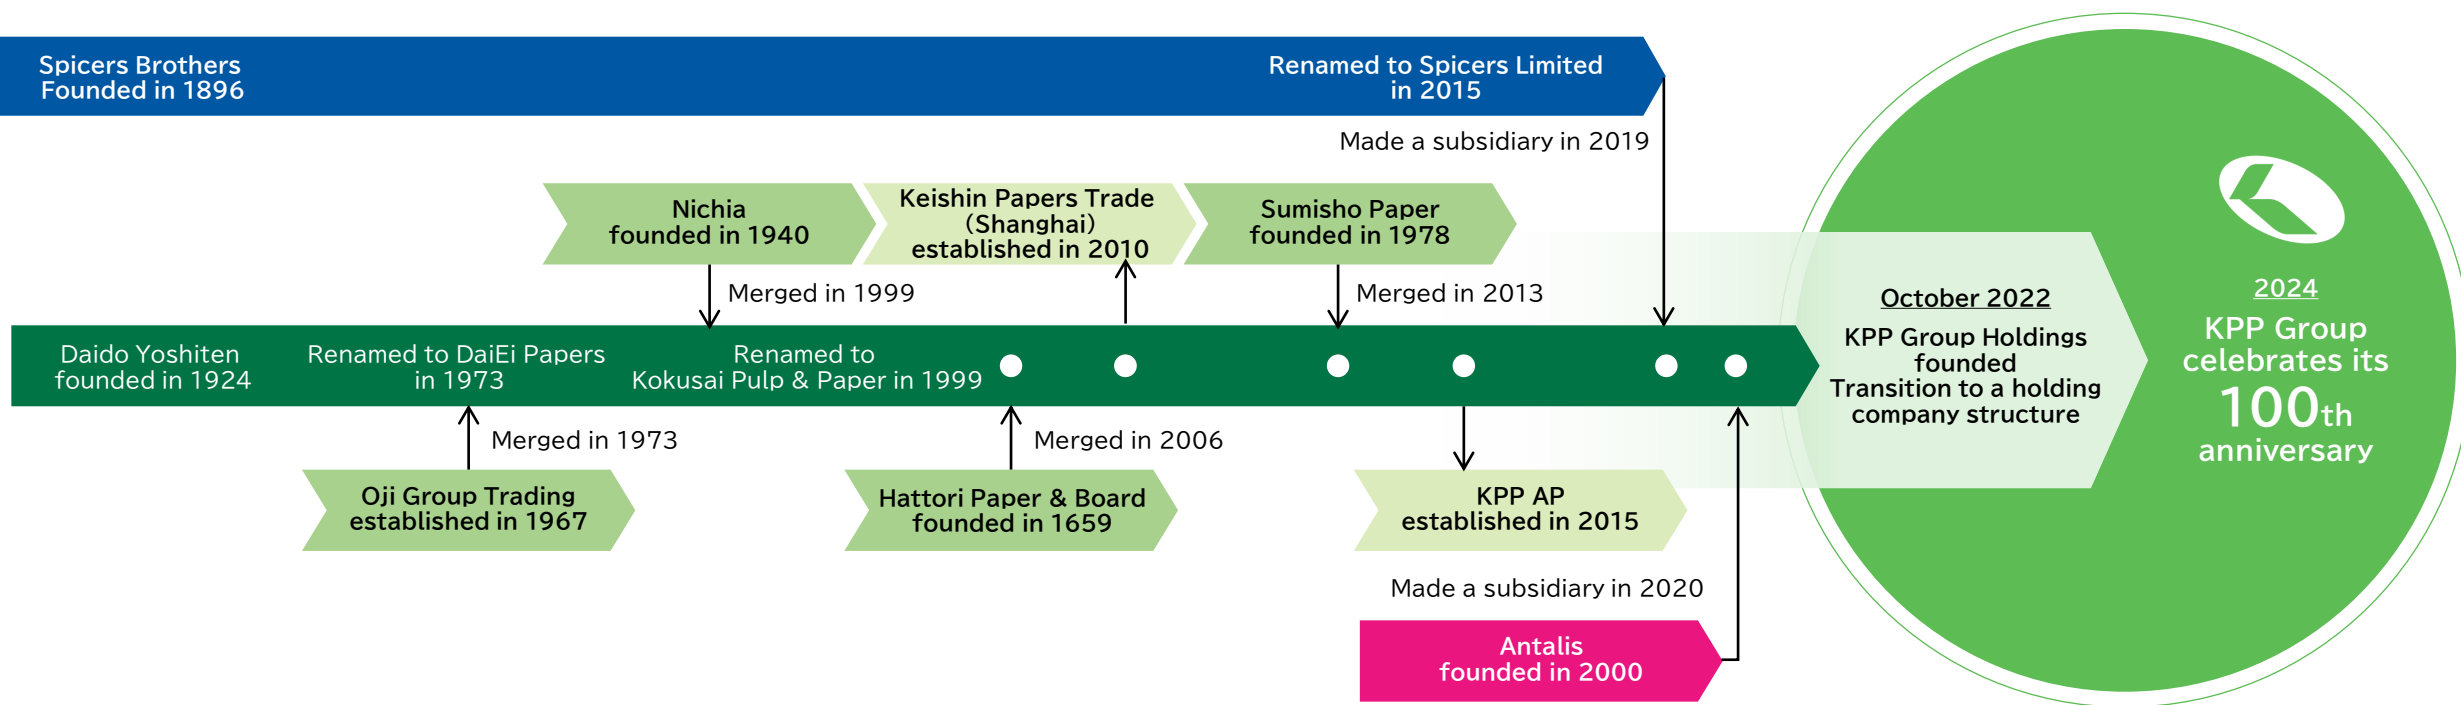 Spicers Brothers
Founded in 1896
Renamed to Spicers Limited
in 2015
Made a subsidiary in 2019
Nichia
founded in 1940
Keishin Papers Trade
(Shanghai)
established in 2010
Sumisho Paper
founded in 1978
Merged in 1999
Merged in 2013
Daido Yoshiten
founded in 1924
Renamed to DaiEi Papers
in 1973
Renamed to
Kokusai Pulp & Paper in 1999
October 2022
KPP Group Holdings
founded
Transition to a holding
company structure
2024
KPP Group
celebrates its
100th
anniversary
Merged in 1973
Merged in 2006
Oji Group Trading
established in 1967
Hattori Paper & Board
founded in 1659
KPP AP
established in 2015
Made a subsidiary in 2020
Antalis
founded in 2000